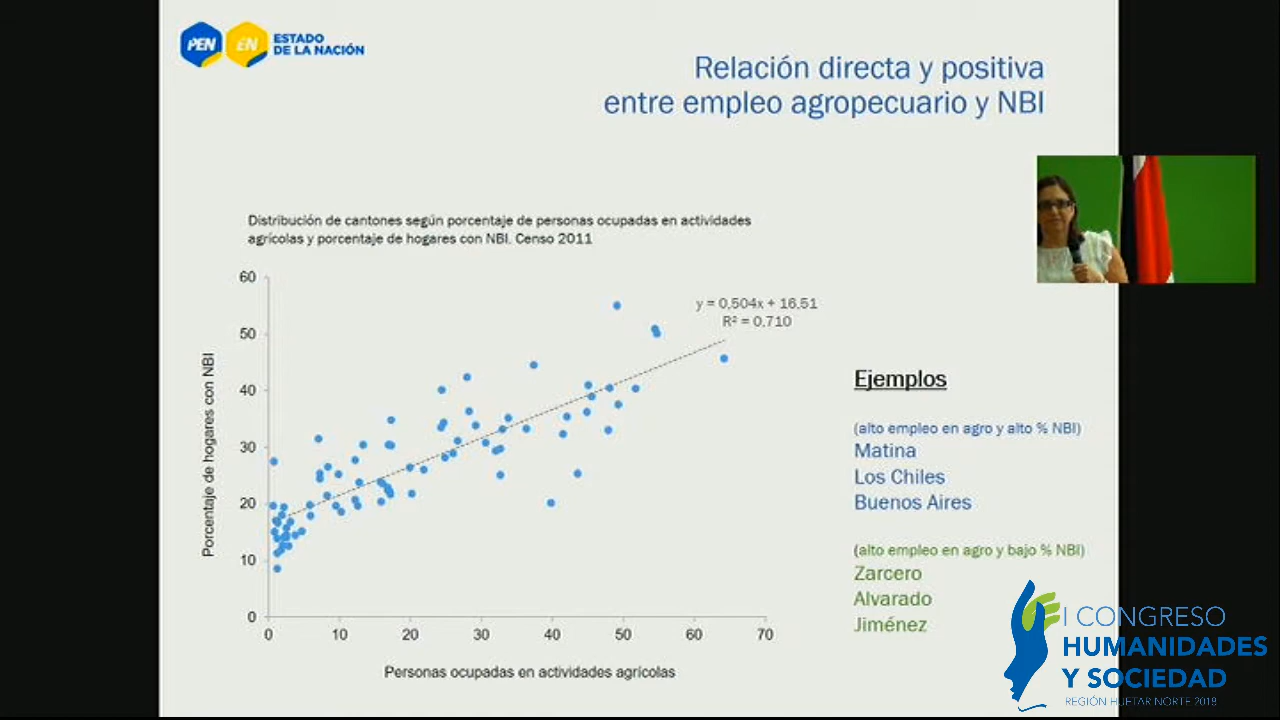 PEN EN ESTADO
DE LA NACIÓN
Relación directa y positiva
entre empleo agropecuario y NBI
Distribución de cantones según porcentaje de personas ocupadas en actividades
agrícolas y porcentaje de hogares con NBI. Censo 2011
60
50
40
30
20
10
0
Porcentaje de hogares con NBI
y = 0,504x + 16,51
R² = 0,710
0 10 20 30 40 50 60 70
Personas ocupadas en actividades agrícolas
Ejemplos
(alto empleo en agro y alto % NBI)
Matina
Los Chiles
Buenos Aires
(alto empleo en agro y bajo % NBI)
Zarcero
Alvarado
Jiménez
I CONGRESO
HUMANIDADES
Y SOCIEDAD
REGIÓN HUETAR NORTE 2018